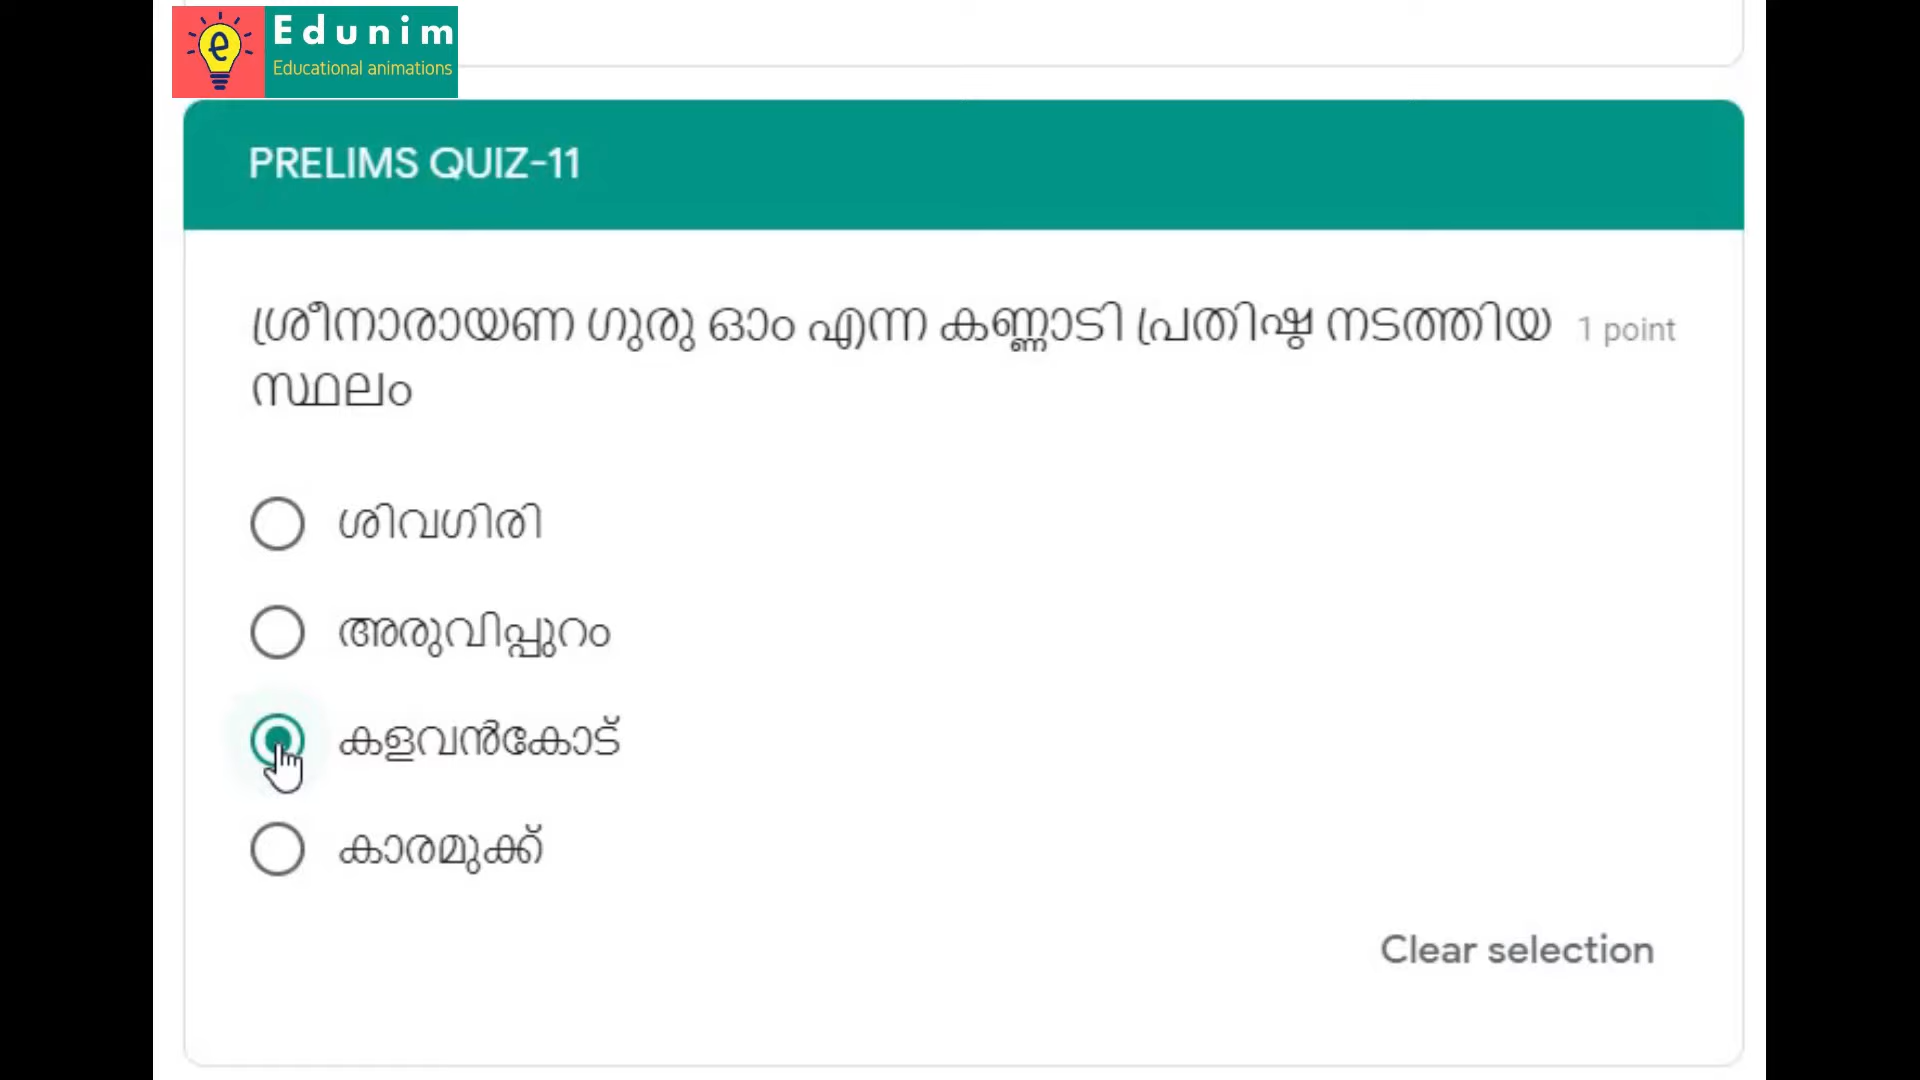 e
Edunim
Educational animations
PRELIMS QUIZ-11
ശ്രീനാരായണ ഗുരു ഓം എന്ന കണ്ണാടി പ്രതിഷ്ഠ നടത്തിയ 1 point
സ്ഥലം
ശിവഗിരി
അരുവിപ്പുറം
കളവൻകോട്
കാരമുക്ക്
Clear selection